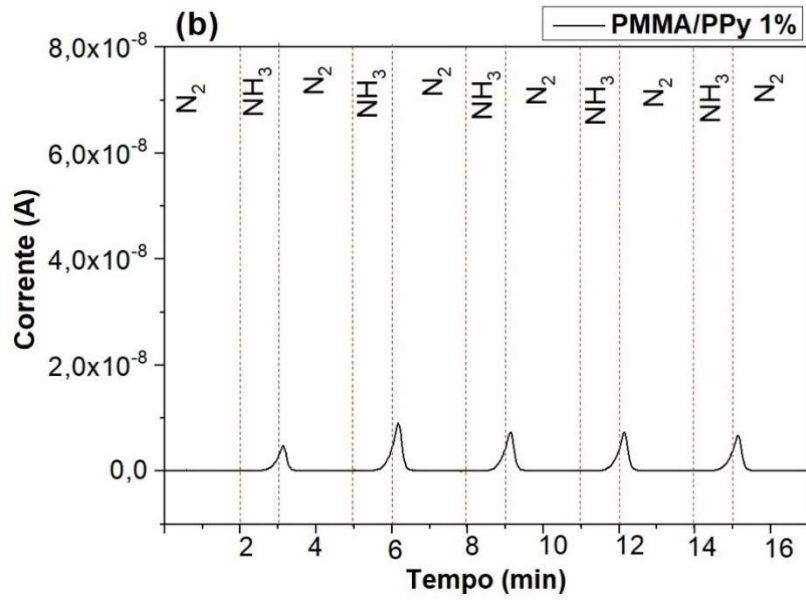 (b)
PMMA/PPy 1%
8,0x10⁻⁸
6,0x10⁻⁸
4,0x10⁻⁸
2,0x10⁻⁸
0,0
Corrente (A)
N₂
NH₃
N₂
NH₃
N₂
NH₃
N₂
NH₃
N₂
NH₃
N₂
2 4 6 8 10 12 14 16
Tempo (min)